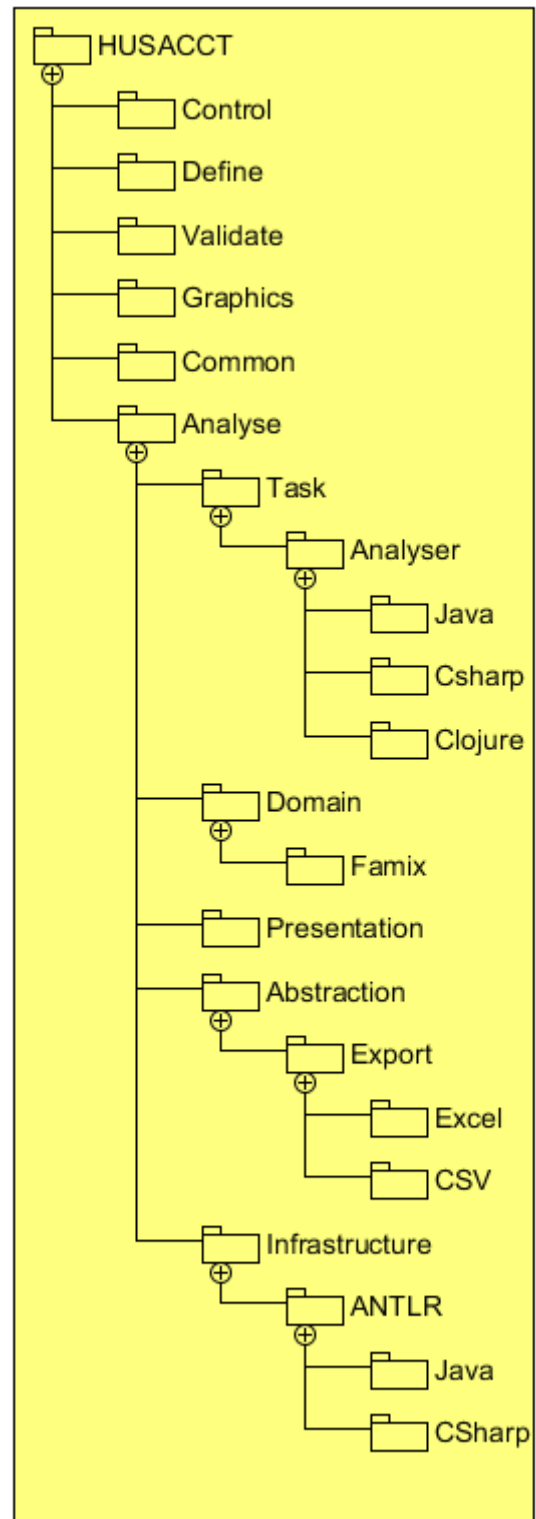 HUSACCT
Control
Define
Validate
Graphics
Common
Analyse
Task
Analyser
Java
Csharp
Clojure
Domain
Famix
Presentation
Abstraction
Export
Excel
CSV
Infrastructure
ANTLR
Java
CSharp